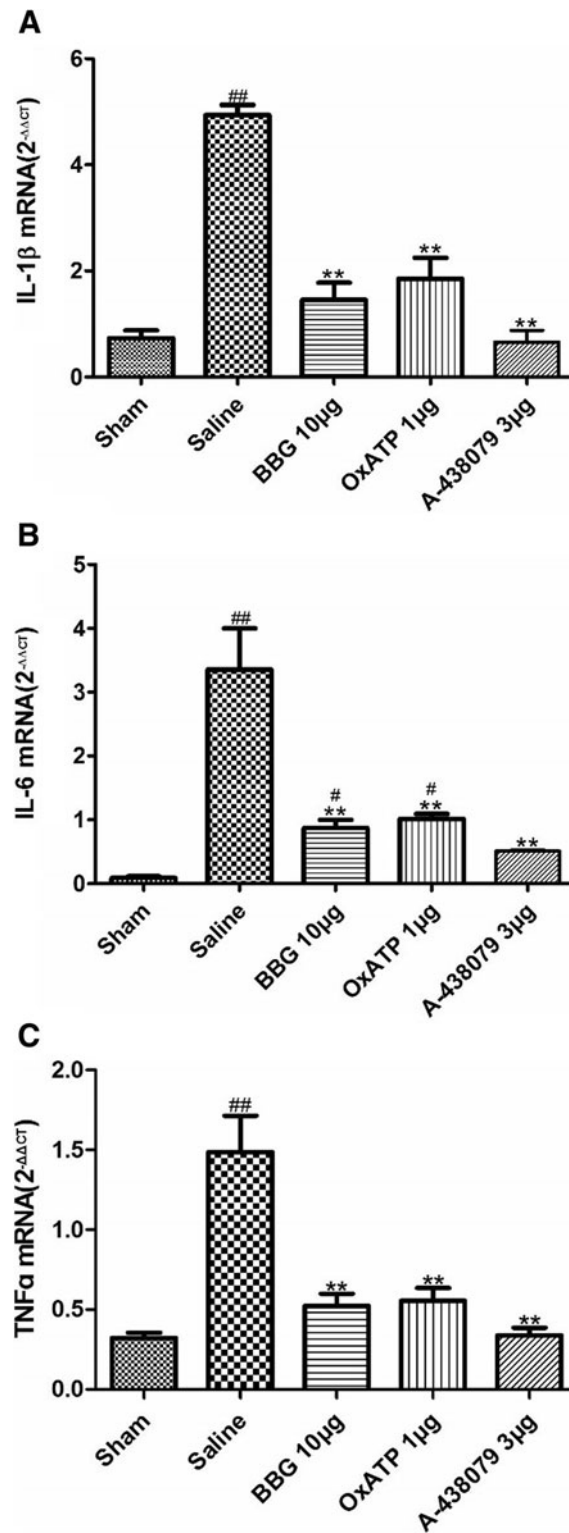 A
IL-1β mRNA(2-ΔΔCT)
6
4
2
0
##
**
**
**
Sham
Saline
BBG 10μg
OxATP 1μg
A-438079 3μg
B
IL-6 mRNA(2-ΔΔCT)
5
4
3
2
1
0
##
#
**
#
**
**
Sham
Saline
BBG 10μg
OxATP 1μg
A-438079 3μg
C
TNFα mRNA(2-ΔΔCT)
2.0
1.5
1.0
0.5
0.0
##
**
**
**
Sham
Saline
BBG 10μg
OxATP 1μg
A-438079 3μg